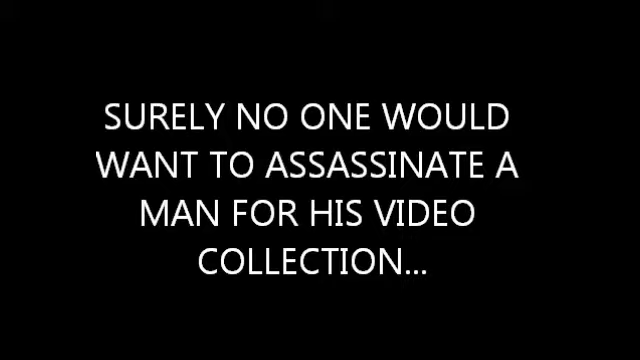 SURELY NO ONE WOULD
WANT TO ASSASSINATE A
MAN FOR HIS VIDEO
COLLECTION...